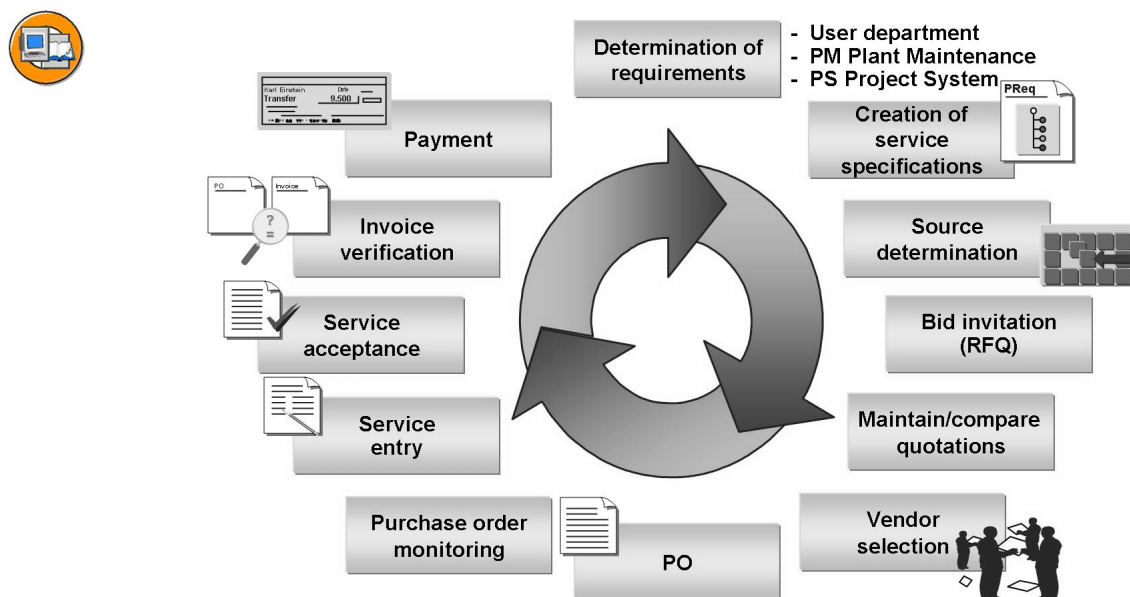 Determination of
requirements
- User department
- PM Plant Maintenance
- PS Project System
PReq
Creation of
service
specifications
Source
determination
Bid invitation
(RFQ)
Maintain/compare
quotations
Vendor
selection
PO
Purchase order
monitoring
Service
entry
Service
acceptance
PO
Invoice
?
=
Invoice
verification
Karl Einstein
Transfer
9.500
Payment